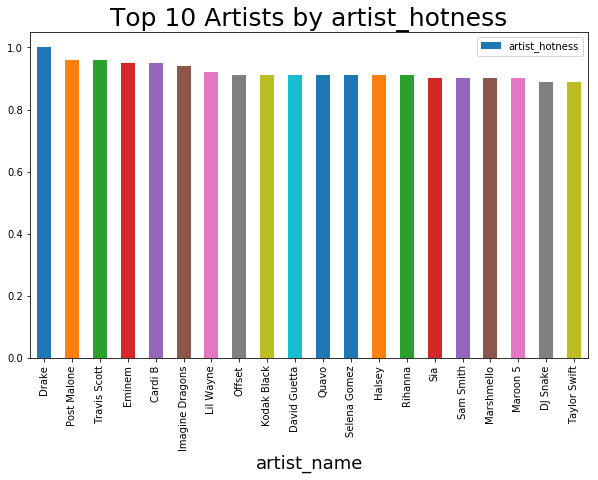 Top 10 Artists by artist_hotness
artist_hotness
1.0
0.8
0.6
0.4
0.2
0.0
Drake
Post Malone
Travis Scott
Eminem
Cardi B
Imagine Dragons
Lil Wayne
Offset
Kodak Black
David Guetta
Quavo
Selena Gomez
Halsey
Rihanna
Sia
Sam Smith
Marshmello
Maroon 5
DJ Snake
Taylor Swift
artist_name